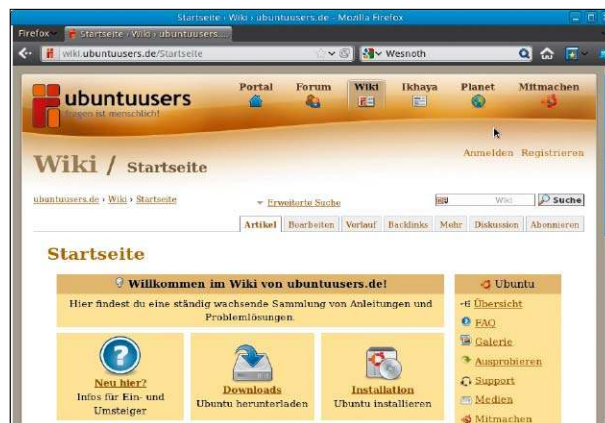 Startseite › Wiki › ubuntuusers.de - Mozilla Firefox
Firefox
Startseite › Wiki › ubuntuusers....
wiki.ubuntuusers.de/Startseite
Wesnoth
ubuntuusers
fragen ist menschlich!
Portal Forum Wiki Ikhaya Planet Mitmachen
Anmelden Registrieren
Wiki / Startseite
ubuntuusers.de › Wiki › Startseite
Erweiterte Suche
Wiki
Suche
Artikel Bearbeiten Verlauf Backlinks Mehr Diskussion Abonnieren
Startseite
Willkommen im Wiki von ubuntuusers.de!
Hier findest du eine ständig wachsende Sammlung von Anleitungen und
Problemlösungen.
Neu hier?
Infos für Ein- und
Umsteiger
Downloads
Ubuntu herunterladen
Installation
Ubuntu installieren
Ubuntu
Übersicht
FAQ
Galerie
Ausprobieren
Support
Medien
Mitmachen